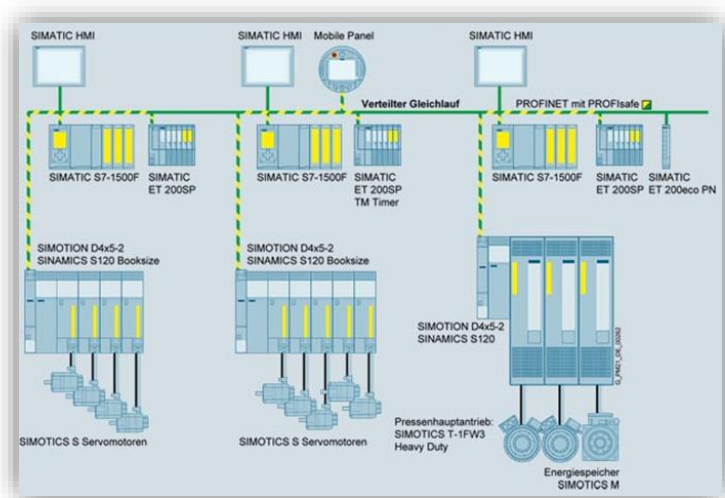 SIMATIC HMI
SIMATIC HMI
Mobile Panel
SIMATIC HMI
Verteilter Gleichlauf
PROFINET mit PROFIsafe
SIMATIC S7-1500F
SIMATIC
ET 200SP
SIMATIC S7-1500F
SIMATIC
ET 200SP
TM Timer
SIMATIC S7-1500F
SIMATIC
ET 200SP
SIMATIC
ET 200eco PN
SIMOTION D4x5-2
SINAMICS S120 Booksize
SIMOTION D4x5-2
SINAMICS S120 Booksize
SIMOTION D4x5-2
SINAMICS S120
G_PM21_DE_00262
SIMOTICS S Servomotoren
SIMOTICS S Servomotoren
Pressenhauptantrieb:
SIMOTICS T-1FW3
Heavy Duty
Energiespeicher
SIMOTICS M